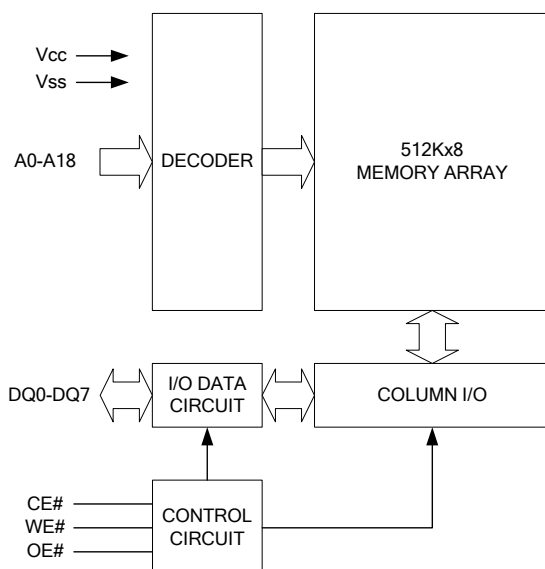 Vcc
Vss
A0-A18
DECODER
512Kx8
MEMORY ARRAY
DQ0-DQ7
I/O DATA
CIRCUIT
COLUMN I/O
CE#
WE#
OE#
CONTROL
CIRCUIT